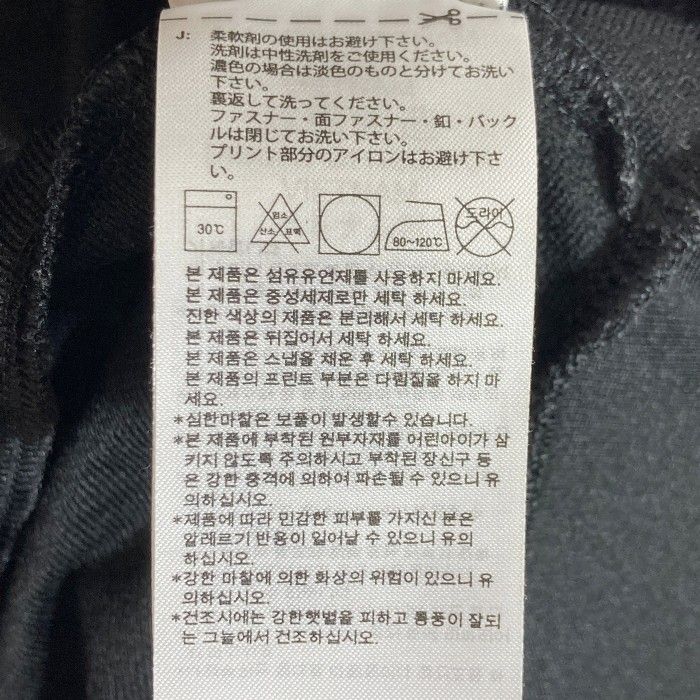 J: 柔軟剤の使用はお避け下さい。
洗剤は中性洗剤をご使用ください。
濃色の場合は淡色のものと分けてお洗い
下さい。
裏返して洗ってください。
ファスナー・面ファスナー・釦・バック
ルは閉じてお洗い下さい。
プリント部分のアイロンはお避け下さ
い。
30℃
염소
산소 표백
80~120℃
드라이
본 제품은 섬유유연제를 사용하지 마세요.
본 제품은 중성세제로만 세탁 하세요.
진한 색상의 제품은 분리해서 세탁 하세요.
본 제품은 뒤집어서 세탁 하세요.
본 제품은 스냅을 채운 후 세탁 하세요.
본 제품의 프린트 부분은 다림질을 하지 마
세요.
*심한마찰은 보풀이 발생할수 있습니다.
*본 제품에 부착된 원부자재를 어린아이가 삼
키지 않도록 주의하시고 부착된 장신구 등
은 강한 충격에 의하여 파손될 수 있으니 유
의하십시오.
*제품에 따라 민감한 피부를 가지신 분은
알레르기 반응이 일어날 수 있으니 유의
하십시오.
*강한 마찰에 의한 화상의 위험이 있으니 유
의하십시오.
*건조시에는 강한햇볕을 피하고 통풍이 잘되
는 그늘에서 건조하십시오.